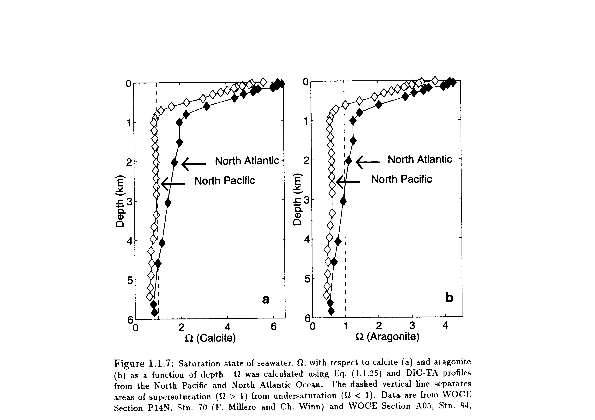 0
1
2
3
4
5
6
Depth (km)
North Atlantic
North Pacific
a
0 2 4 6
Ω (Calcite)
0
1
2
3
4
5
6
Depth (km)
North Atlantic
North Pacific
b
0 1 2 3 4
Ω (Aragonite)
Figure 1.1.7: Saturation state of seawater, Ω, with respect to calcite (a) and aragonite
(b) as a function of depth. Ω was calculated using Eq. (1.1.25) and DIC-TA profiles
from the North Pacific and North Atlantic Ocean. The dashed vertical line separates
areas of supersaturation (Ω > 1) from undersaturation (Ω < 1). Data are from WOCE
Section P14N, Stn. 70 (F. Millero and Ch. Winn) and WOCE Section A05, Stn. 84,